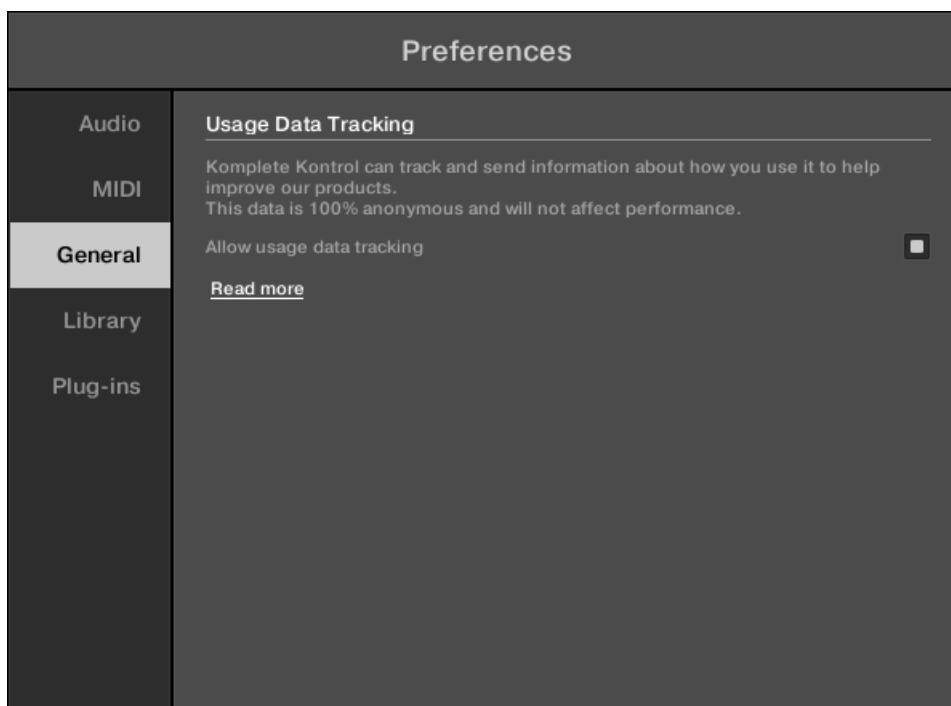 Preferences
Audio
MIDI
General
Library
Plug-ins
Usage Data Tracking
Komplete Kontrol can track and send information about how you use it to help
improve our products.
This data is 100% anonymous and will not affect performance.
Allow usage data tracking
Read more